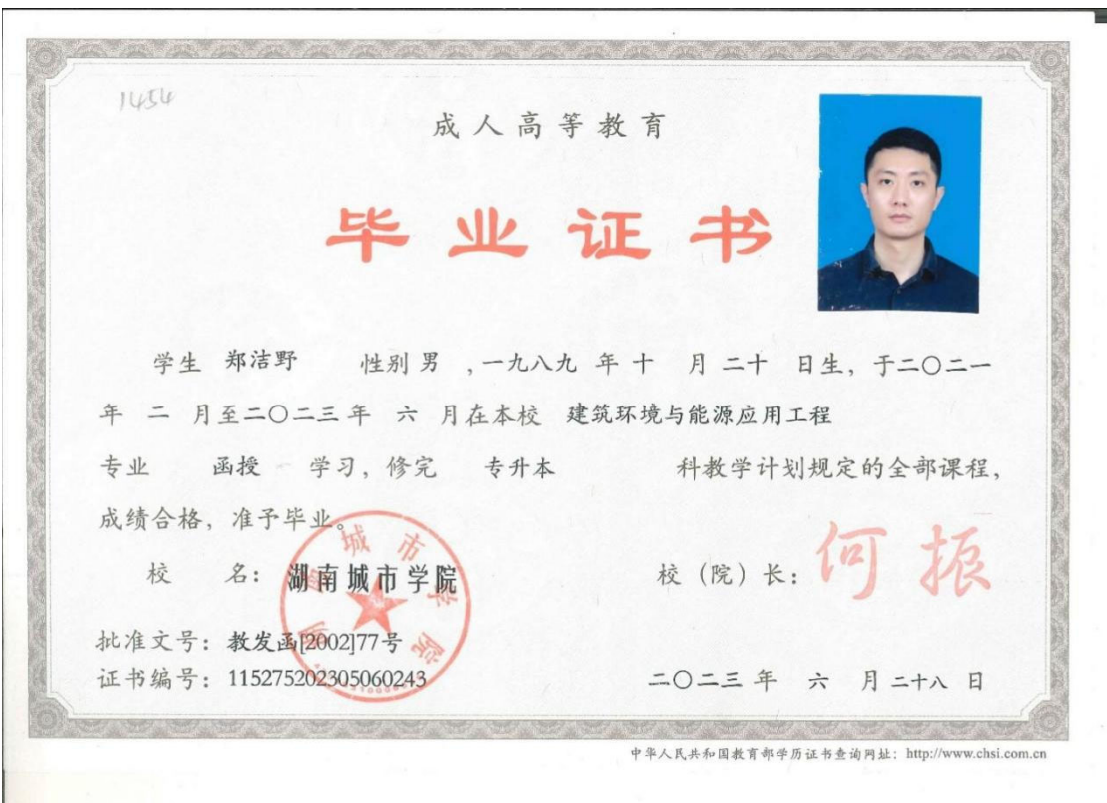 1454
成人高等教育
毕业证书
学生 郑洁野 性别 男 ,一九八九 年 十 月 二十 日生，于二〇二一
年 二 月至二〇二三 年 六 月在本校 建筑环境与能源应用工程
专业 函授 学习，修完 专升本 科教学计划规定的全部课程，
成绩合格，准予毕业。
校 名：湖南城市学院 校（院）长：何振
批准文号：教发函[2002]77号
证书编号：115275202305060243 二〇二三 年 六 月 二十八 日
湖南城市学院
中华人民共和国教育部学历证书查询网址：http://www.chsi.com.cn